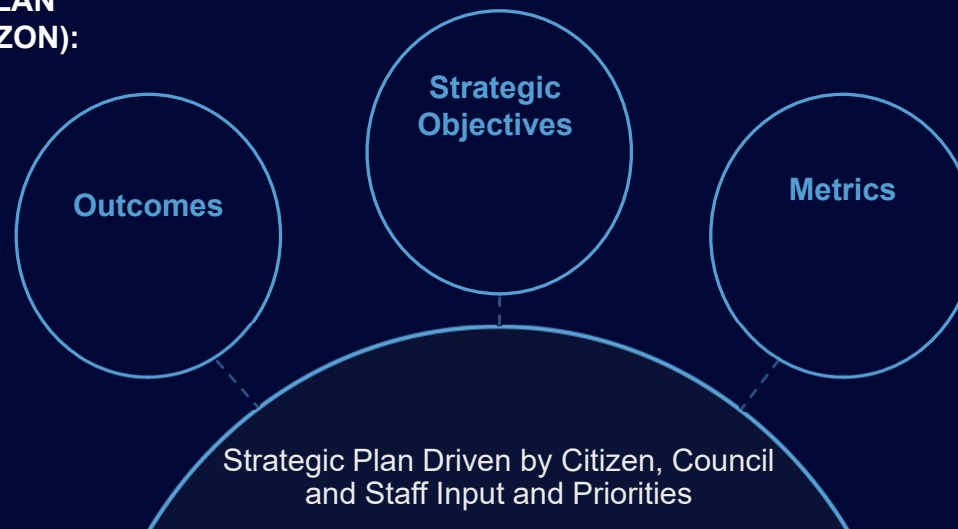 ZON):
Strategic
Objectives
Outcomes
Metrics
Strategic Plan Driven by Citizen, Council
and Staff Input and Priorities